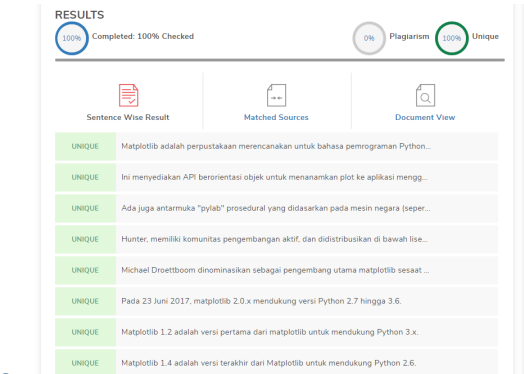 RESULTS
100% Completed: 100% Checked 0% Plagiarism 100% Unique
Sentence Wise Result Matched Sources Document View
UNIQUE Matplotlib adalah perpustakaan merencanakan untuk bahasa pemrograman Python...
UNIQUE Ini menyediakan API berorientasi objek untuk menanamkan plot ke aplikasi mengg...
UNIQUE Ada juga antarmuka "pylab" prosedural yang didasarkan pada mesin negara (seper...
UNIQUE Hunter, memiliki komunitas pengembangan aktif, dan didistribusikan di bawah lise...
UNIQUE Michael Droettboom dinominasikan sebagai pengembang utama matplotlib sesaat ...
UNIQUE Pada 23 Juni 2017, matplotlib 2.0.x mendukung versi Python 2.7 hingga 3.6.
UNIQUE Matplotlib 1.2 adalah versi pertama dari matplotlib untuk mendukung Python 3.x.
UNIQUE Matplotlib 1.4 adalah versi terakhir dari Matplotlib untuk mendukung Python 2.6.